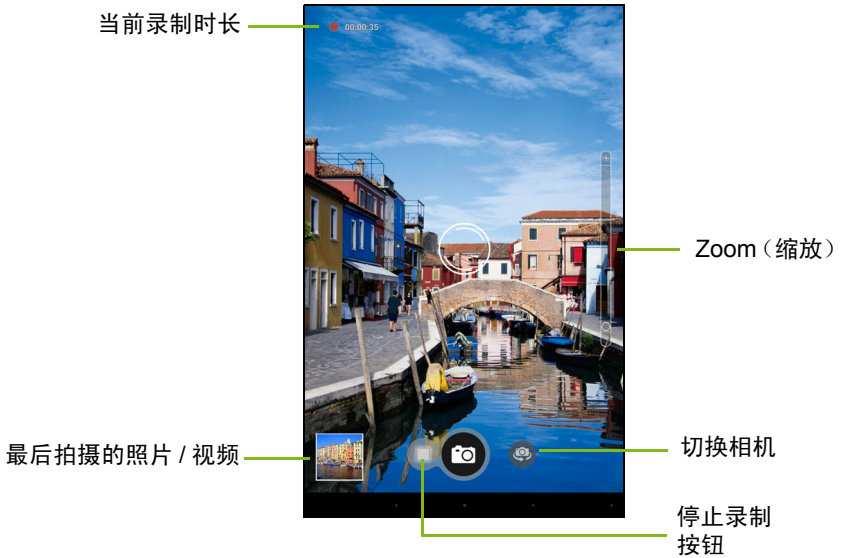 当前录制时长
00:00:35
Zoom（缩放）
最后拍摄的照片 / 视频
切换相机
停止录制
按钮